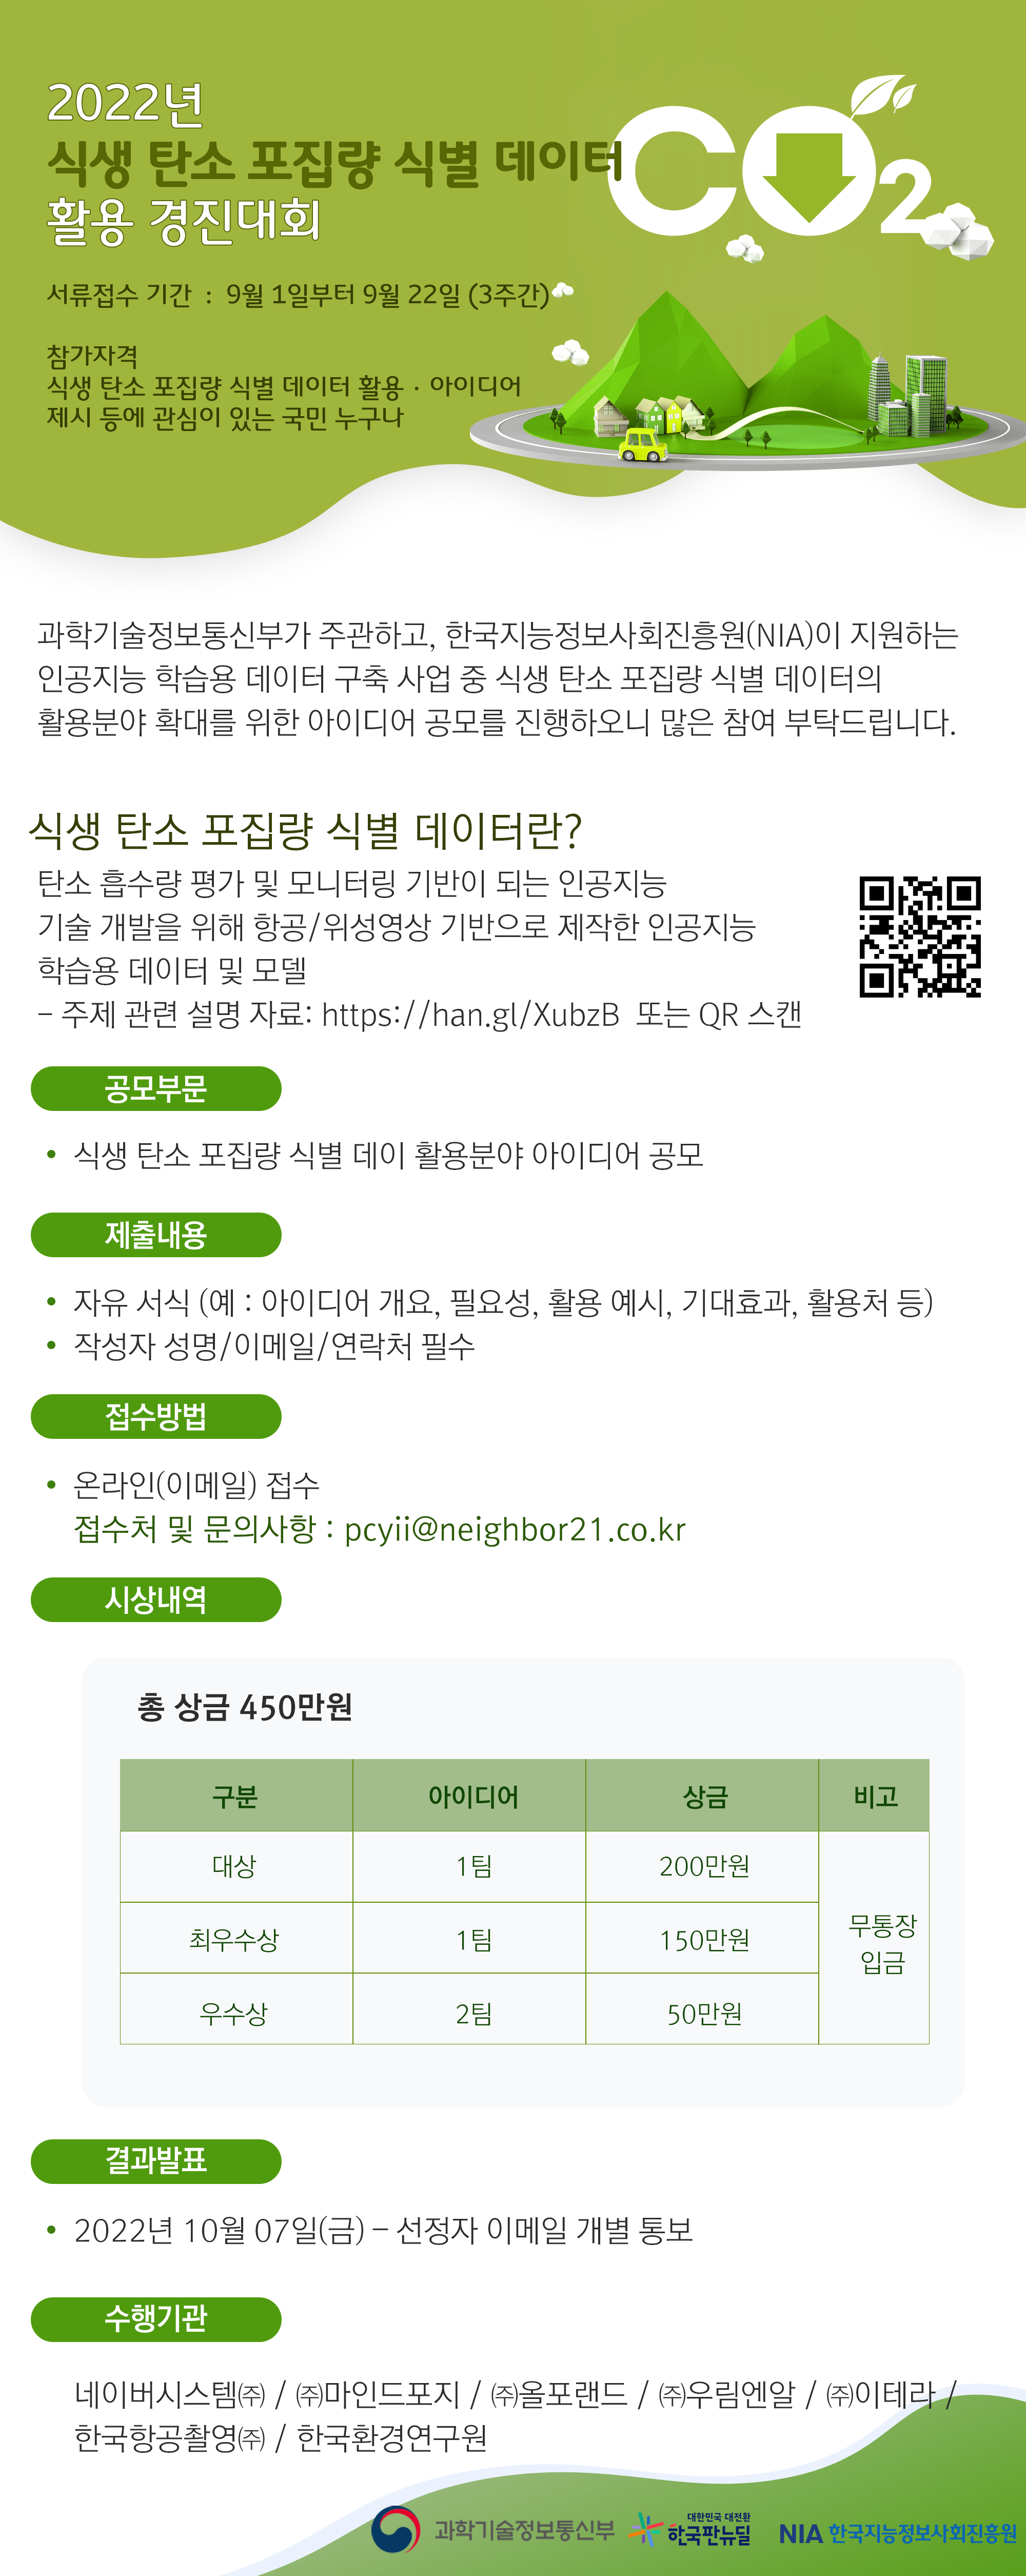 2022년
식생 탄소 포집량 식별 데이터
활용 경진대회
CO2
서류접수 기간 : 9월 1일부터 9월 22일 (3주간)
참가자격
식생 탄소 포집량 식별 데이터 활용 · 아이디어
제시 등에 관심이 있는 국민 누구나
과학기술정보통신부가 주관하고, 한국지능정보사회진흥원(NIA)이 지원하는
인공지능 학습용 데이터 구축 사업 중 식생 탄소 포집량 식별 데이터의
활용분야 확대를 위한 아이디어 공모를 진행하오니 많은 참여 부탁드립니다.
식생 탄소 포집량 식별 데이터란?
탄소 흡수량 평가 및 모니터링 기반이 되는 인공지능
기술 개발을 위해 항공/위성영상 기반으로 제작한 인공지능
학습용 데이터 및 모델
– 주제 관련 설명 자료: https://han.gl/XubzB 또는 QR 스캔
공모부문
• 식생 탄소 포집량 식별 데이 활용분야 아이디어 공모
제출내용
• 자유 서식 (예 : 아이디어 개요, 필요성, 활용 예시, 기대효과, 활용처 등)
• 작성자 성명/이메일/연락처 필수
접수방법
• 온라인(이메일) 접수
접수처 및 문의사항 : pcyii@neighbor21.co.kr
시상내역
총 상금 450만원
구분 아이디어 상금 비고
대상 1팀 200만원
최우수상 1팀 150만원
무통장
입금
우수상 2팀 50만원
결과발표
• 2022년 10월 07일(금) – 선정자 이메일 개별 통보
수행기관
네이버시스템㈜ / ㈜마인드포지 / ㈜올포랜드 / ㈜우림엔알 / ㈜이테라 /
한국항공촬영㈜ / 한국환경연구원
과학기술정보통신부
대한민국 대전환
한국판뉴딜
NIA 한국지능정보사회진흥원